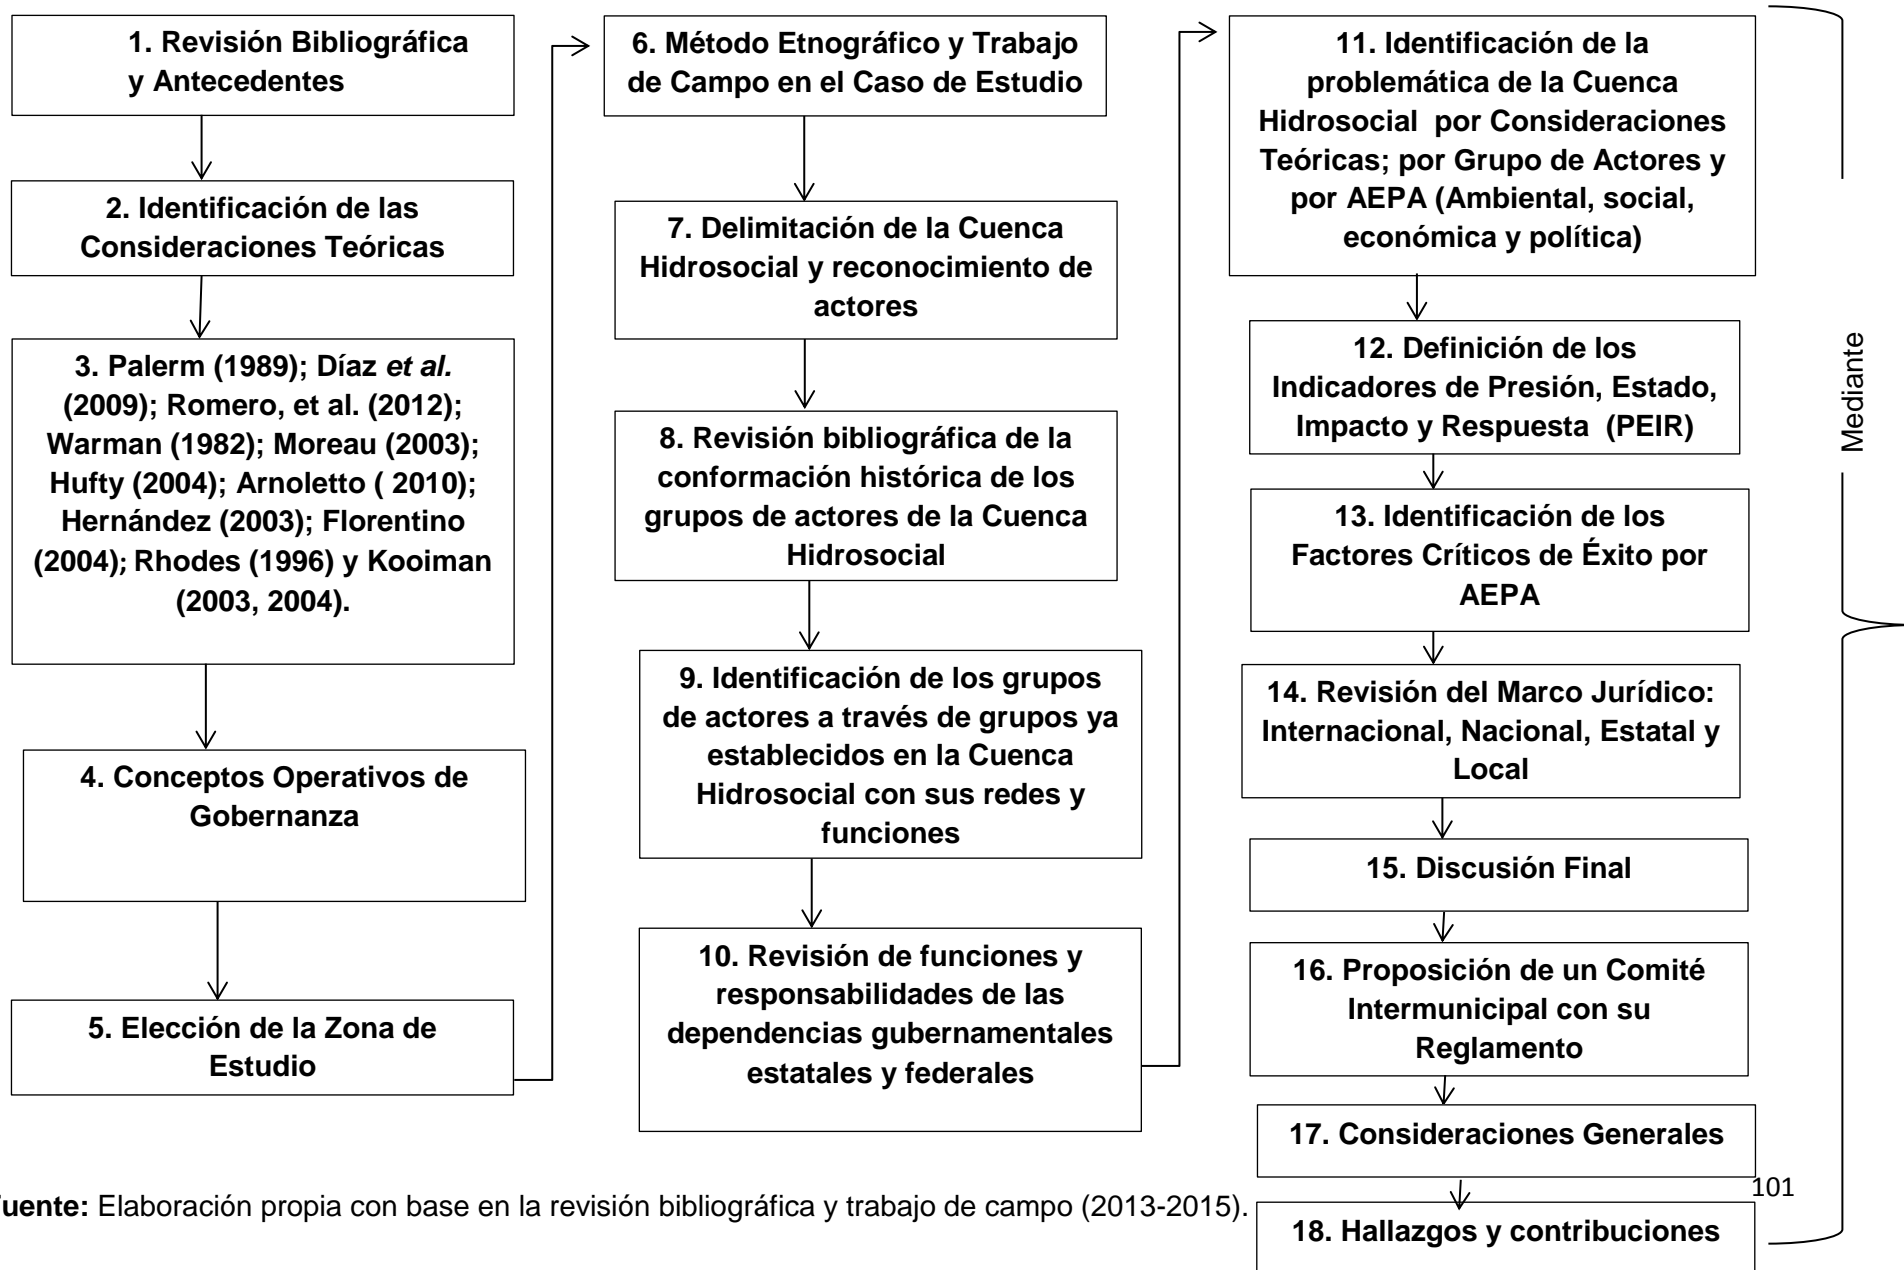 1. Revisión Bibliográfica
y Antecedentes
2. Identificación de las
Consideraciones Teóricas
3. Palerm (1989); Díaz et al.
(2009); Romero, et al. (2012);
Warman (1982); Moreau (2003);
Hufty (2004); Arnoletto ( 2010);
Hernández (2003); Florentino
(2004); Rhodes (1996) y Kooiman
(2003, 2004).
4. Conceptos Operativos de
Gobernanza
5. Elección de la Zona de
Estudio
6. Método Etnográfico y Trabajo
de Campo en el Caso de Estudio
7. Delimitación de la Cuenca
Hidrosocial y reconocimiento de
actores
8. Revisión bibliográfica de la
conformación histórica de los
grupos de actores de la Cuenca
Hidrosocial
9. Identificación de los grupos
de actores a través de grupos ya
establecidos en la Cuenca
Hidrosocial con sus redes y
funciones
10. Revisión de funciones y
responsabilidades de las
dependencias gubernamentales
estatales y federales
11. Identificación de la
problemática de la Cuenca
Hidrosocial por Consideraciones
Teóricas; por Grupo de Actores y
por AEPA (Ambiental, social,
económica y política)
12. Definición de los
Indicadores de Presión, Estado,
Impacto y Respuesta (PEIR)
13. Identificación de los
Factores Críticos de Éxito por
AEPA
14. Revisión del Marco Jurídico:
Internacional, Nacional, Estatal y
Local
15. Discusión Final
16. Proposición de un Comité
Intermunicipal con su
Reglamento
17. Consideraciones Generales
18. Hallazgos y contribuciones
Mediante
uente: Elaboración propia con base en la revisión bibliográfica y trabajo de campo (2013-2015).
101